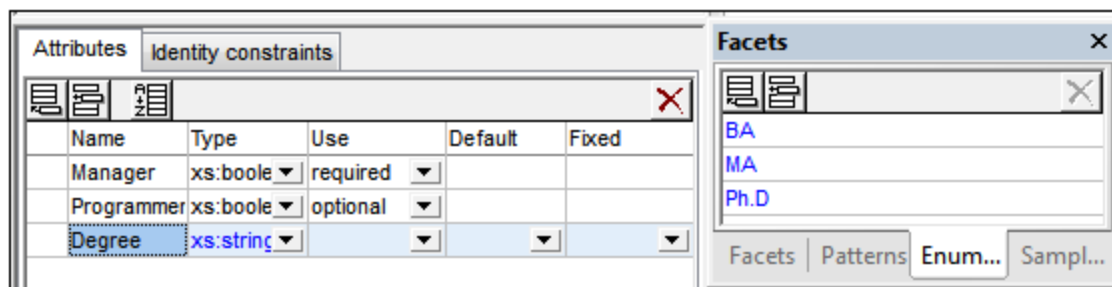 Attributes Identity constraints
Name Type Use Default Fixed
Manager xs:boole required
Programmer xs:boole optional
Degree xs:string
Facets
BA
MA
Ph.D
Facets Patterns Enum... Sampl...